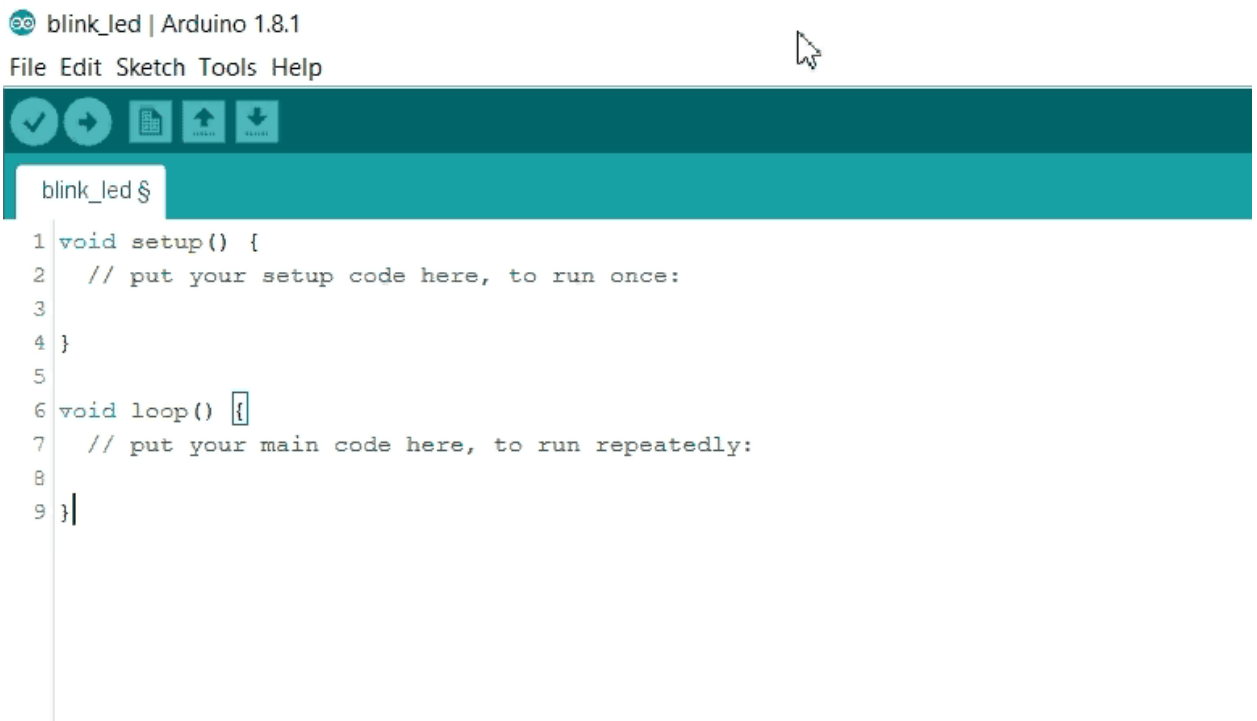 blink_led | Arduino 1.8.1
File Edit Sketch Tools Help
blink_led §
1 void setup() {
2   // put your setup code here, to run once:
3
4 }
5
6 void loop() {
7   // put your main code here, to run repeatedly:
8
9 }